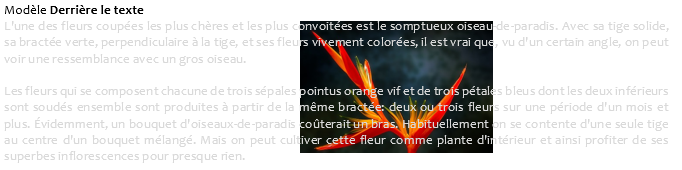 Modèle Derrière le texte
L'une des fleurs coupées les plus chères et les plus convoitées est le somptueux oiseau-de-paradis. Avec sa tige solide,
sa bractée verte, perpendiculaire à la tige, et ses fleurs vivement colorées, il est vrai que, vu d'un certain angle, on peut
voir une ressemblance avec un gros oiseau.
Les fleurs qui se composent chacune de trois sépales pointus orange vif et de trois pétales bleus dont les deux inférieurs
sont soudés ensemble sont produites à partir de la même bractée: deux ou trois fleurs sur une période d'un mois et
plus. Évidemment, un bouquet d'oiseaux-de-paradis coûterait un bras. Habituellement on se contente d'une seule tige
au centre d'un bouquet mélangé. Mais on peut cultiver cette fleur comme plante d'intérieur et ainsi profiter de ses
superbes inflorescences pour presque rien.